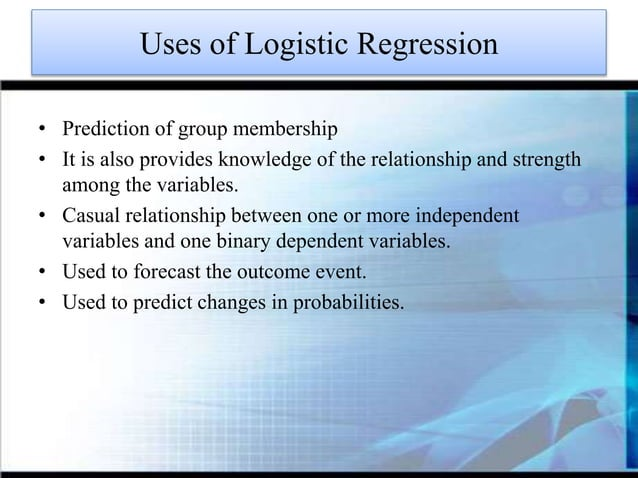 Uses of Logistic Regression
• Prediction of group membership
• It is also provides knowledge of the relationship and strength
among the variables.
• Casual relationship between one or more independent
variables and one binary dependent variables.
• Used to forecast the outcome event.
• Used to predict changes in probabilities.